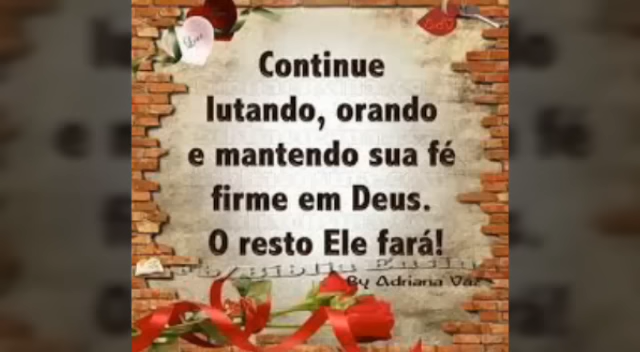 Continue
lutando, orando
e mantendo sua fé
firme em Deus.
O resto Ele fará!
By Adriana Vaz